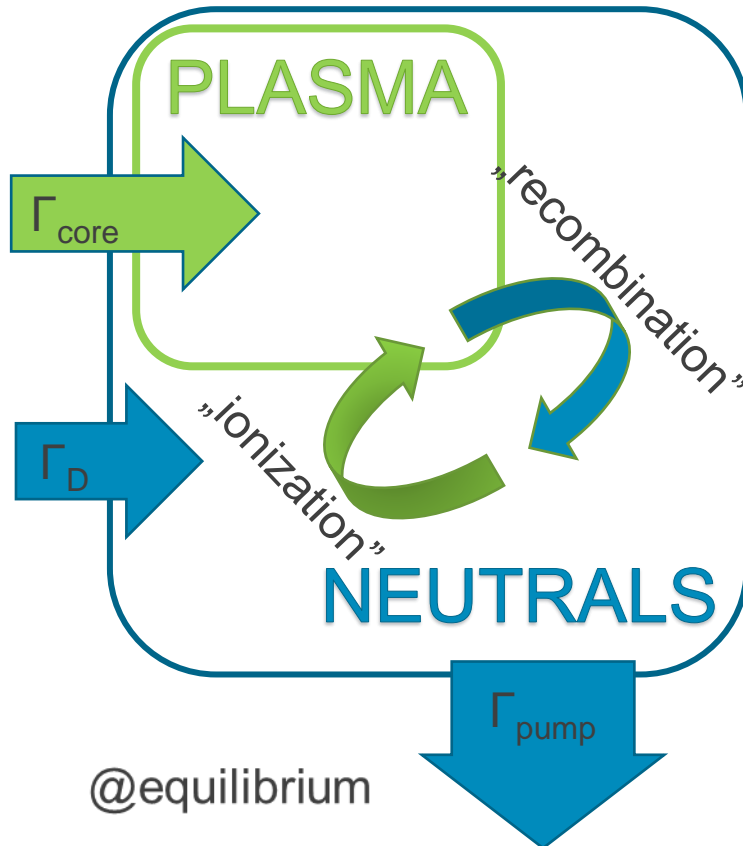 PLASMA
Γcore
„recombination”
„ionization”
ΓD
NEUTRALS
Γpump
@equilibrium